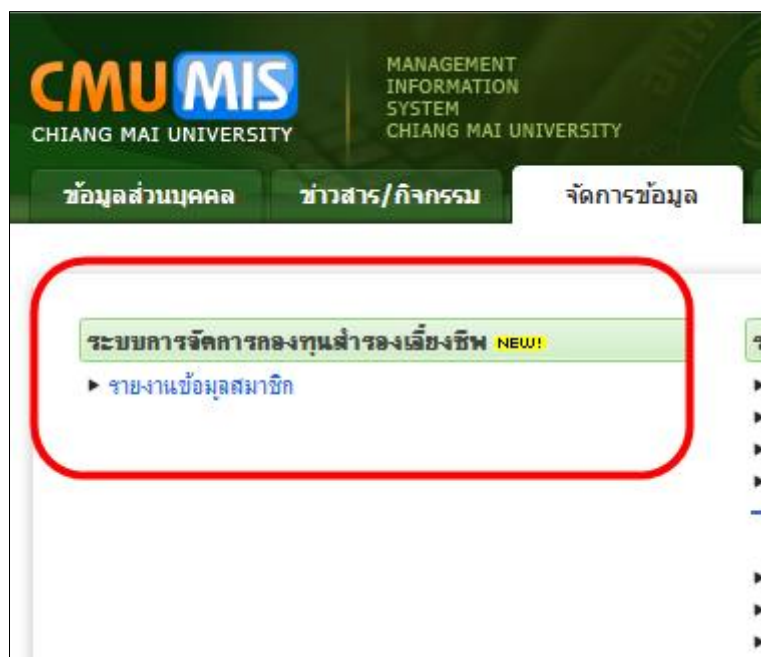 CMU MIS
CHIANG MAI UNIVERSITY
MANAGEMENT
INFORMATION
SYSTEM
CHIANG MAI UNIVERSITY
ข้อมูลส่วนบุคคล
ข่าวสาร/กิจกรรม
จัดการข้อมูล
ระบบการจัดการกองทุนสำรองเลี้ยงชีพ NEW!
รายงานข้อมูลสมาชิก